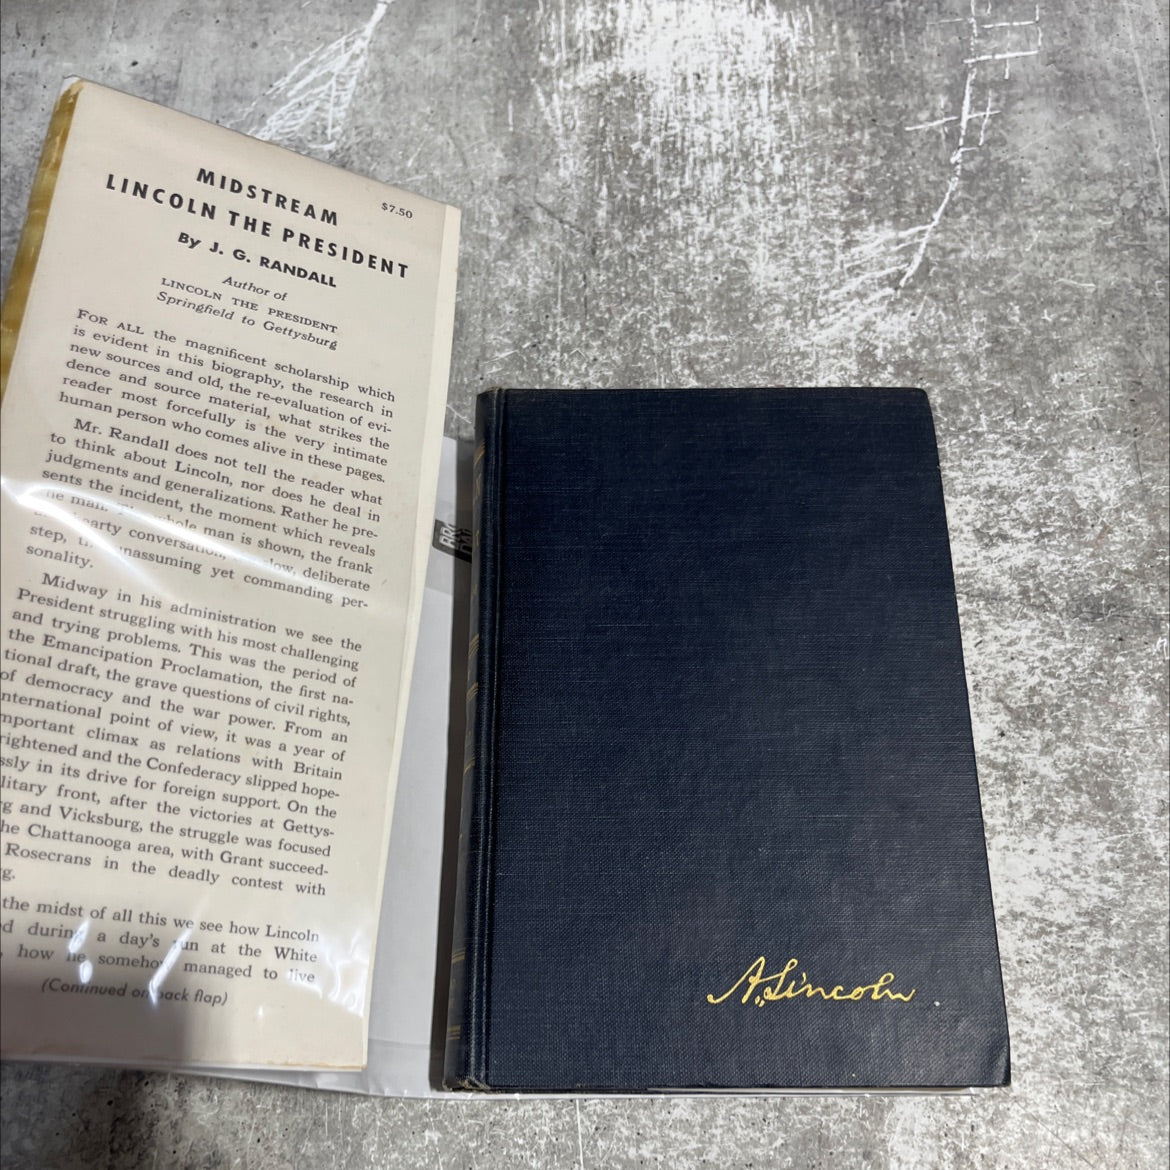 MIDSTREAM
$7.50
LINCOLN THE PRESIDENT
By J. G. RANDALL
Author of
LINCOLN THE PRESIDENT
Springfield to Gettysburg
FOR ALL the magnificent scholarship which
is evident in this biography, the research in
new sources and old, the re-evaluation of evi-
dence and source material, what strikes the
reader most forcefully is the very intimate
human person who comes alive in these pages.
Mr. Randall does not tell the reader what
to think about Lincoln, nor does he deal in
judgments and generalizations. Rather he pre-
sents the incident, the moment which reveals
the man. whole man is shown, the frank
hearty conversation, slow, deliberate
step, unassuming yet commanding per-
sonality.
Midway in his administration we see the
President struggling with his most challenging
and trying problems. This was the period of
the Emancipation Proclamation, the first na-
tional draft, the grave questions of civil rights,
of democracy and the war power. From an
nternational point of view, it was a year of
mportant climax as relations with Britain
rightened and the Confederacy slipped hope-
ssly in its drive for foreign support. On the
litary front, after the victories at Gettys-
g and Vicksburg, the struggle was focused
he Chattanooga area, with Grant succeed-
Rosecrans in the deadly contest with
g.
the midst of all this we see how Lincoln
d during a day's run at the White
, how he somehow managed to live
(Continued on back flap)
A. Lincoln